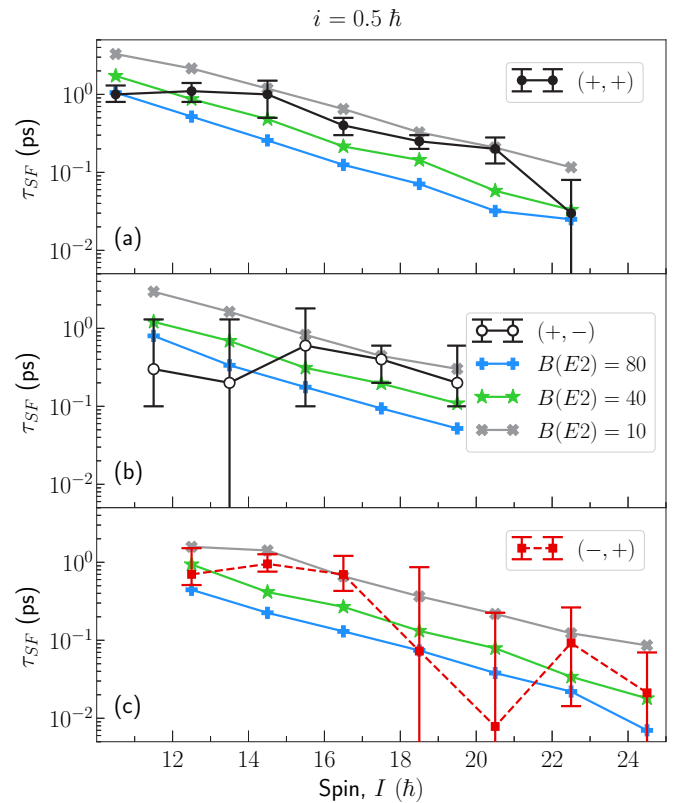 i = 0.5 ħ
τ_SF (ps)
10^0
10^−1
10^−2
(+, +)
(a)
τ_SF (ps)
10^0
10^−1
10^−2
(+, −)
B(E2) = 80
B(E2) = 40
B(E2) = 10
(b)
τ_SF (ps)
10^0
10^−1
10^−2
(−, +)
(c)
12 14 16 18 20 22 24
Spin, I (ħ)